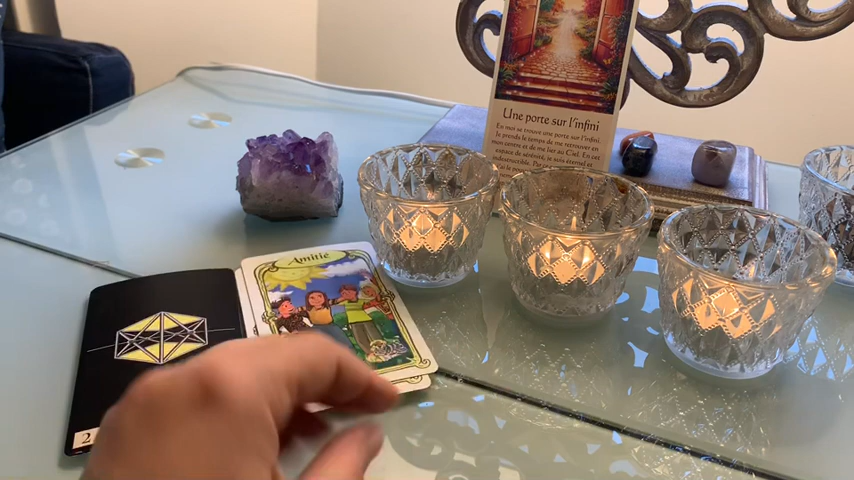 Une porte sur l'infini
En moi se trouve une porte sur l'infini.
Je prends le temps de me retrouver en
mon centre et de me lier au Ciel. En cet
espace de sérénité, je suis éternel et
indestructible. Par
Amitié
2